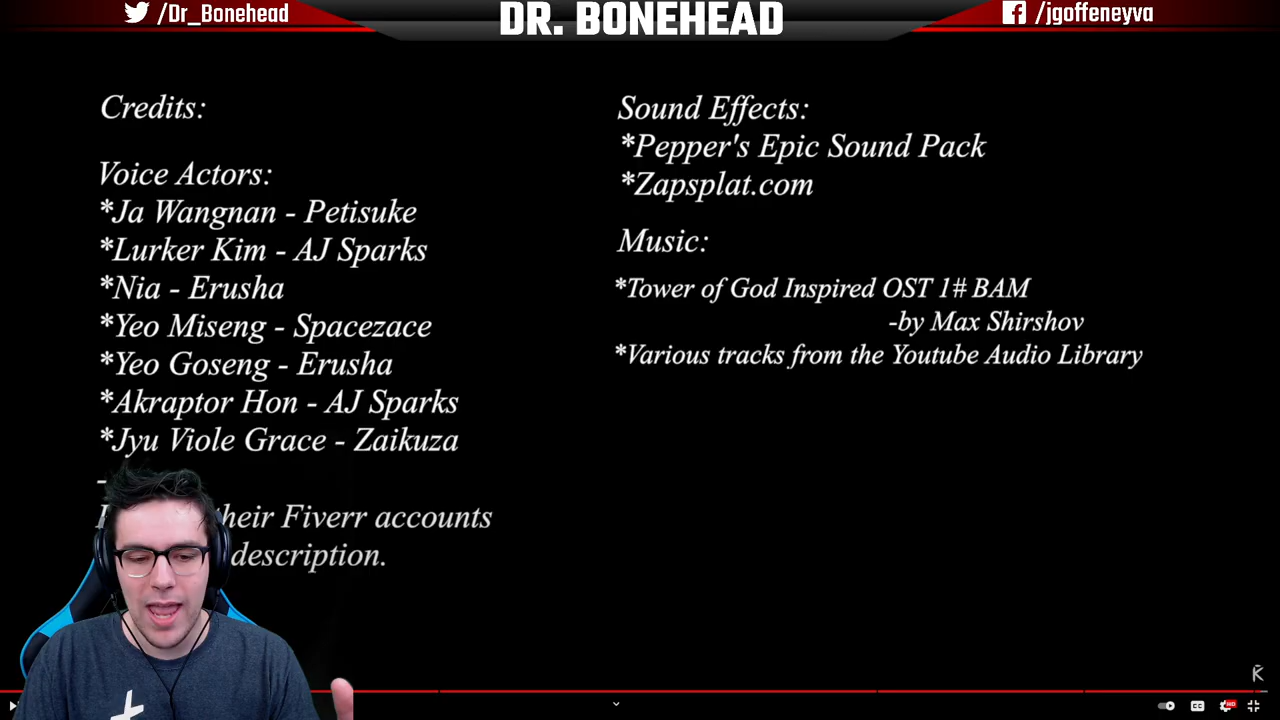 /Dr_Bonehead
DR. BONEHEAD
/jgoffeneyva
Credits:
Voice Actors:
*Ja Wangnan - Petisuke
*Lurker Kim - AJ Sparks
*Nia - Erusha
*Yeo Miseng - Spacezace
*Yeo Goseng - Erusha
*Akraptor Hon - AJ Sparks
*Jyu Viole Grace - Zaikuza
-
their Fiverr accounts
description.
Sound Effects:
*Pepper's Epic Sound Pack
*Zapsplat.com
Music:
*Tower of God Inspired OST 1# BAM
-by Max Shirshov
*Various tracks from the Youtube Audio Library
CC
HD